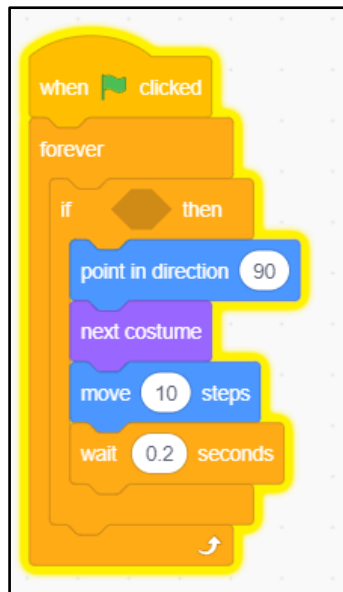 when clicked
forever
if then
point in direction 90
next costume
move 10 steps
wait 0.2 seconds